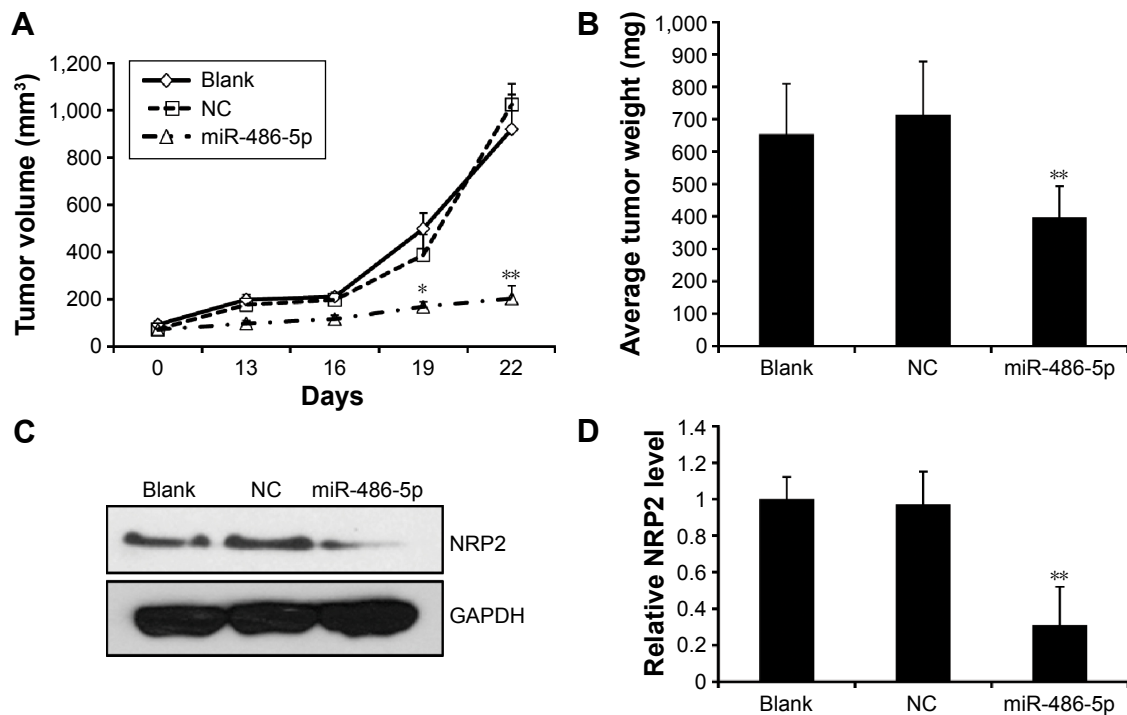 A
Tumor volume (mm³)
1,200
1,000
800
600
400
200
0
Blank
NC
miR-486-5p
*
**
0 13 16 19 22
Days
B
Average tumor weight (mg)
1,000
900
800
700
600
500
400
300
200
100
0
**
Blank NC miR-486-5p
C
Blank NC miR-486-5p
NRP2
GAPDH
D
Relative NRP2 level
1.4
1.2
1
0.8
0.6
0.4
0.2
0
**
Blank NC miR-486-5p